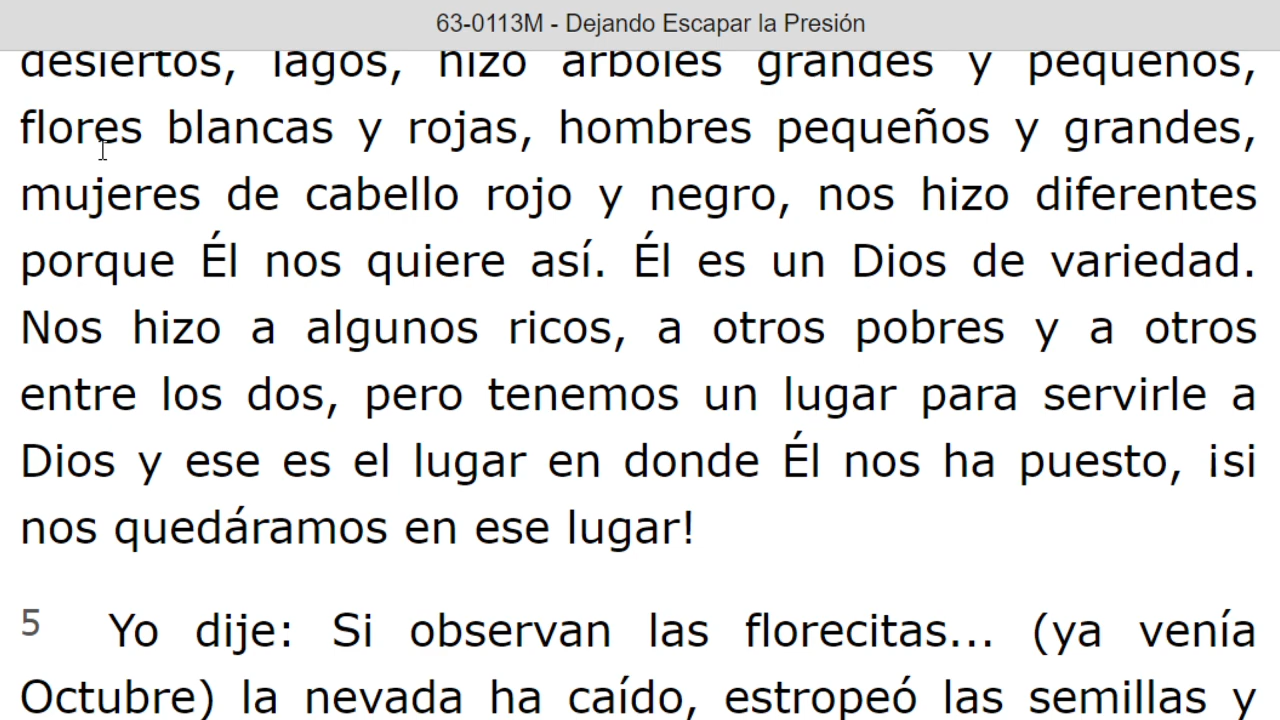 63-0113M - Dejando Escapar la Presión
desiertos, lagos, hizo árboles grandes y pequeños,
flores blancas y rojas, hombres pequeños y grandes,
mujeres de cabello rojo y negro, nos hizo diferentes
porque Él nos quiere así. Él es un Dios de variedad.
Nos hizo a algunos ricos, a otros pobres y a otros
entre los dos, pero tenemos un lugar para servirle a
Dios y ese es el lugar en donde Él nos ha puesto, ¡si
nos quedáramos en ese lugar!
5 Yo dije: Si observan las florecitas... (ya venía
Octubre) la nevada ha caído, estropeó las semillas y